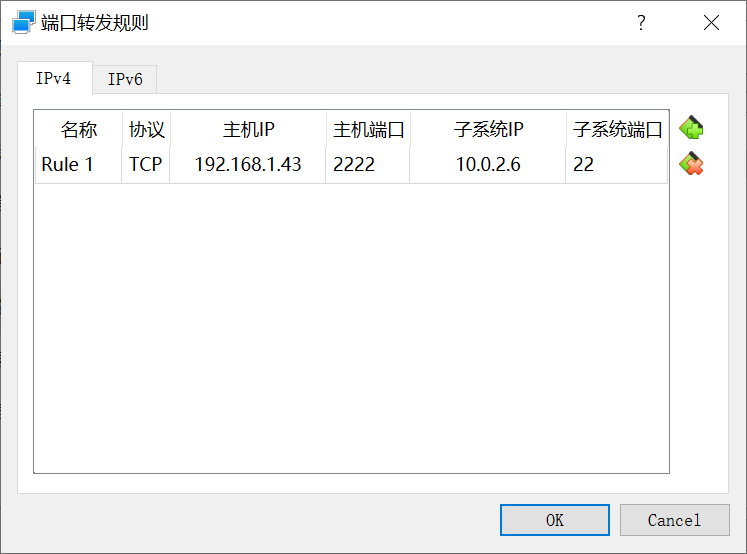 端口转发规则 ?
IPv4 IPv6
名称 协议 主机IP 主机端口 子系统IP 子系统端口
Rule 1 TCP 192.168.1.43 2222 10.0.2.6 22
OK Cancel